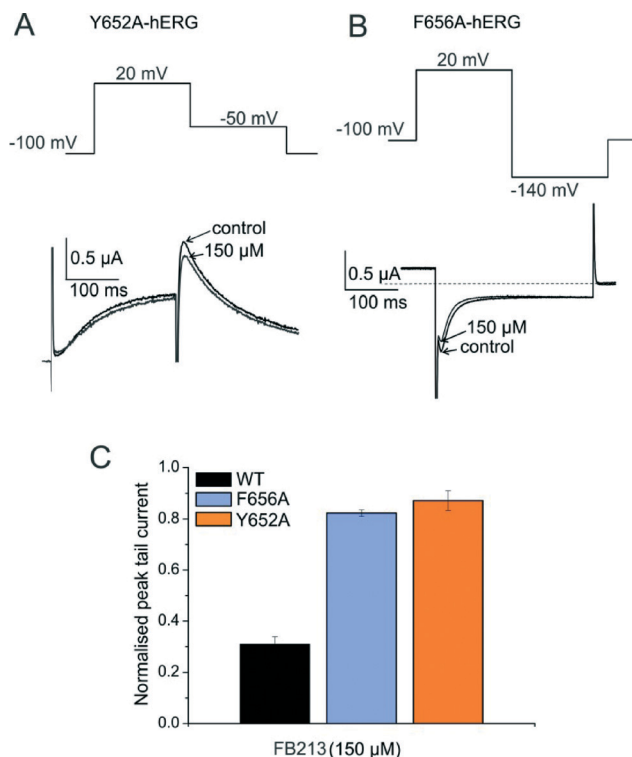 A
Y652A-hERG
20 mV
-50 mV
-100 mV
control
150 µM
0.5 µA
100 ms
B
F656A-hERG
20 mV
-100 mV
-140 mV
0.5 µA
100 ms
150 µM
control
C
1.0
0.8
0.6
0.4
0.2
0.0
Normalised peak tail current
WT
F656A
Y652A
FB213 (150 µM)